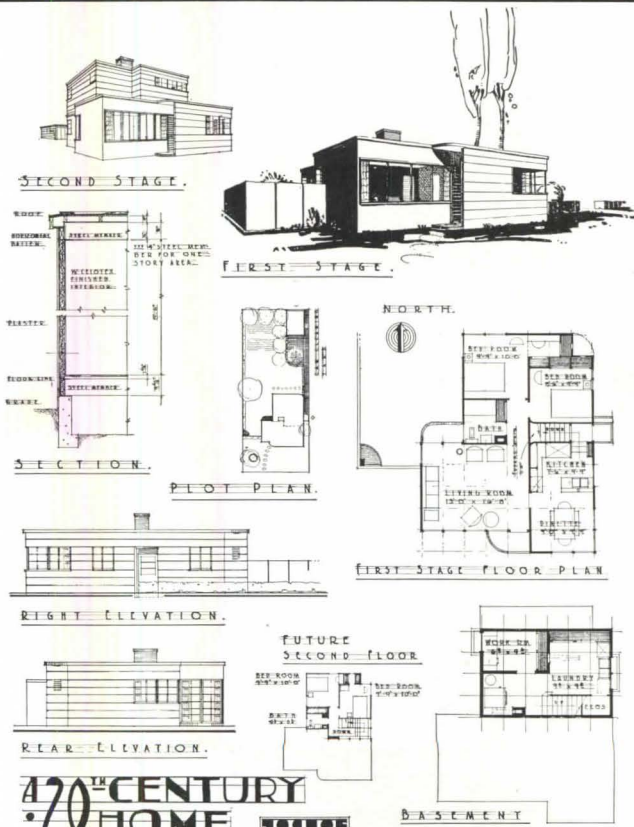 SECOND STAGE.
FIRST STAGE.
ROOF
HORIZONTAL
BATTEN
STEEL MEMBER
STEEL MEM-
BER FOR ONE
STORY AREA.
W CELOTEX
FINISHED
INTERIOR
PLASTER
FLOOR LINE
STEEL MEMBER
GRADE
SECTION.
PLOT PLAN.
NORTH.
BED ROOM
BED ROOM
BATH
KITCHEN
LIVING ROOM
DINETTE
FIRST STAGE FLOOR PLAN
RIGHT ELEVATION.
REAR ELEVATION.
FUTURE
SECOND FLOOR
BED ROOM
BED ROOM
BATH
DOWN
WORK RM.
LAUNDRY
BASEMENT
A 20TH CENTURY
HOME